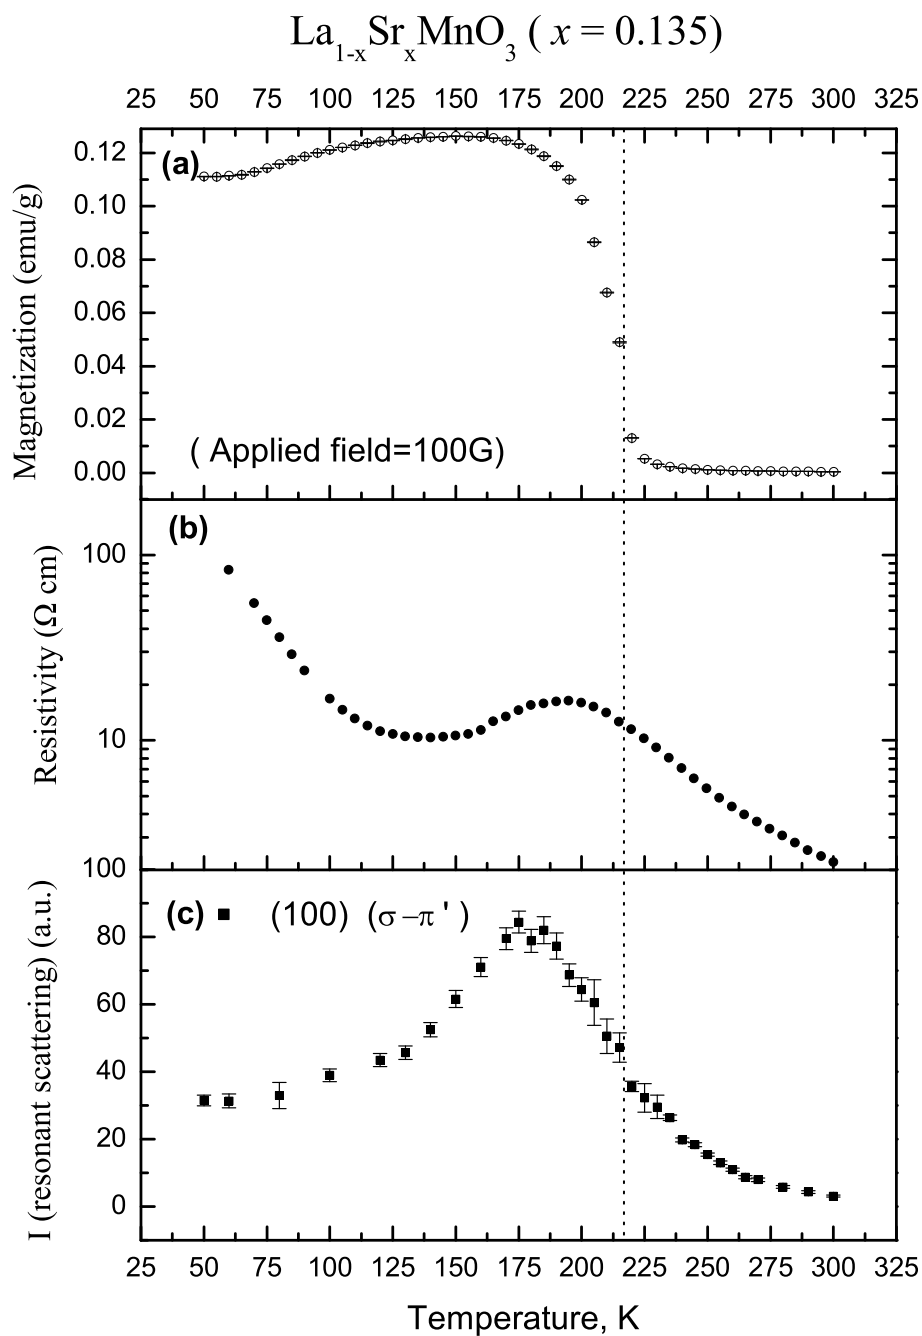 La1-xSrxMnO3 ( x = 0.135)
25 50 75 100 125 150 175 200 225 250 275 300 325
(a)
Magnetization (emu/g)
0.12
0.10
0.08
0.06
0.04
0.02
0.00
( Applied field=100G)
(b)
Resistivity (Ω cm)
100
10
100
(c) (100) (σ−π')
I (resonant scattering) (a.u.)
80
60
40
20
0
25 50 75 100 125 150 175 200 225 250 275 300 325
Temperature, K